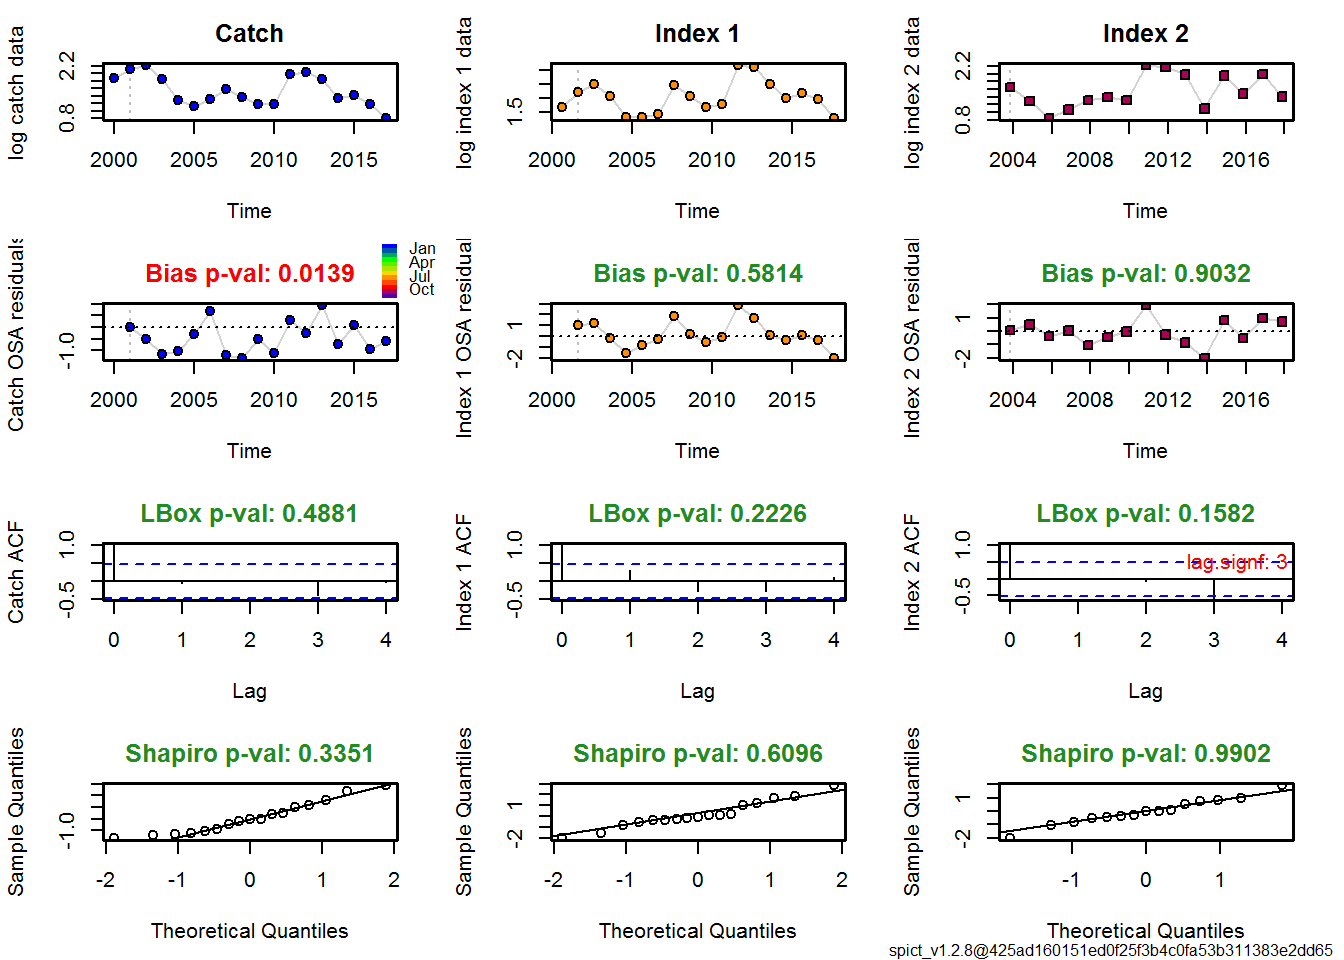 Catch
Index 1
Index 2
log catch data
0.8 2.2
2000 2005 2010 2015
Time
log index 1 data
1.5
2000 2005 2010 2015
Time
log index 2 data
0.8 2.2
2004 2008 2012 2016
Time
Bias p-val: 0.0139
Jan
Apr
Jul
Oct
Catch OSA residuals
-1.0
2000 2005 2010 2015
Time
Bias p-val: 0.5814
Index 1 OSA residual
-2 1
2000 2005 2010 2015
Time
Bias p-val: 0.9032
Index 2 OSA residual
-2 1
2004 2008 2012 2016
Time
LBox p-val: 0.4881
Catch ACF
-0.5 1.0
0 1 2 3 4
Lag
LBox p-val: 0.2226
Index 1 ACF
-0.5 1.0
0 1 2 3 4
Lag
LBox p-val: 0.1582
lag.signf: 3
Index 2 ACF
-0.5 1.0
0 1 2 3 4
Lag
Shapiro p-val: 0.3351
Sample Quantiles
-1.0
-2 -1 0 1 2
Theoretical Quantiles
Shapiro p-val: 0.6096
Sample Quantiles
-2 1
-2 -1 0 1 2
Theoretical Quantiles
Shapiro p-val: 0.9902
Sample Quantiles
-2 1
-1 0 1
Theoretical Quantiles
spict_v1.2.8@425ad160151ed0f25f3b4c0fa53b311383e2dd65